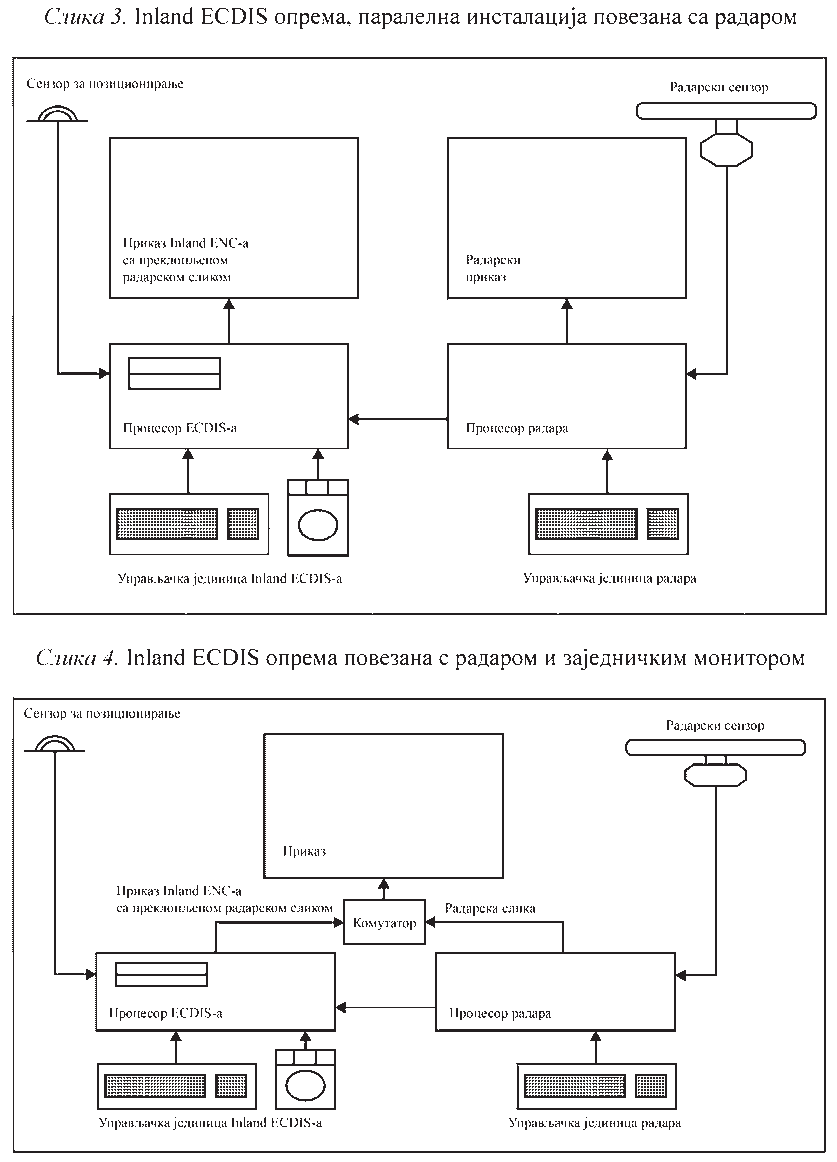 Слика 3. Inland ECDIS опрема, паралелна инсталација повезана са радаром
Сензор за позиционирање
Радарски сензор
Приказ Inland ENC-а
са преклопљеном
радарском сликом
Радарски
приказ
Процесор ECDIS-а
Процесор радара
Управљачка јединица Inland ECDIS-а
Управљачка јединица радара
Слика 4. Inland ECDIS опрема повезана с радаром и заједничким монитором
Сензор за позиционирање
Радарски сензор
Приказ
Приказ Inland ENC-а
са преклопљеном радарском сликом
Комутатор
Радарска слика
Процесор ECDIS-а
Процесор радара
Управљачка јединица Inland ECDIS-а
Управљачка јединица радара